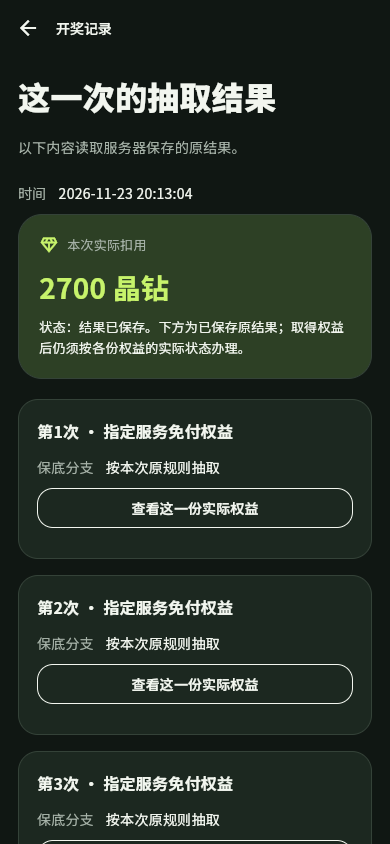 开奖记录
这一次的抽取结果
以下内容读取服务器保存的原结果。
时间 2026-11-23 20:13:04
本次实际扣用
2700 晶钻
状态：结果已保存。下方为已保存原结果；取得权益
后仍须按各份权益的实际状态办理。
第1次 · 指定服务免付权益
保底分支 按本次原规则抽取
查看这一份实际权益
第2次 · 指定服务免付权益
保底分支 按本次原规则抽取
查看这一份实际权益
第3次 · 指定服务免付权益
保底分支 按本次原规则抽取